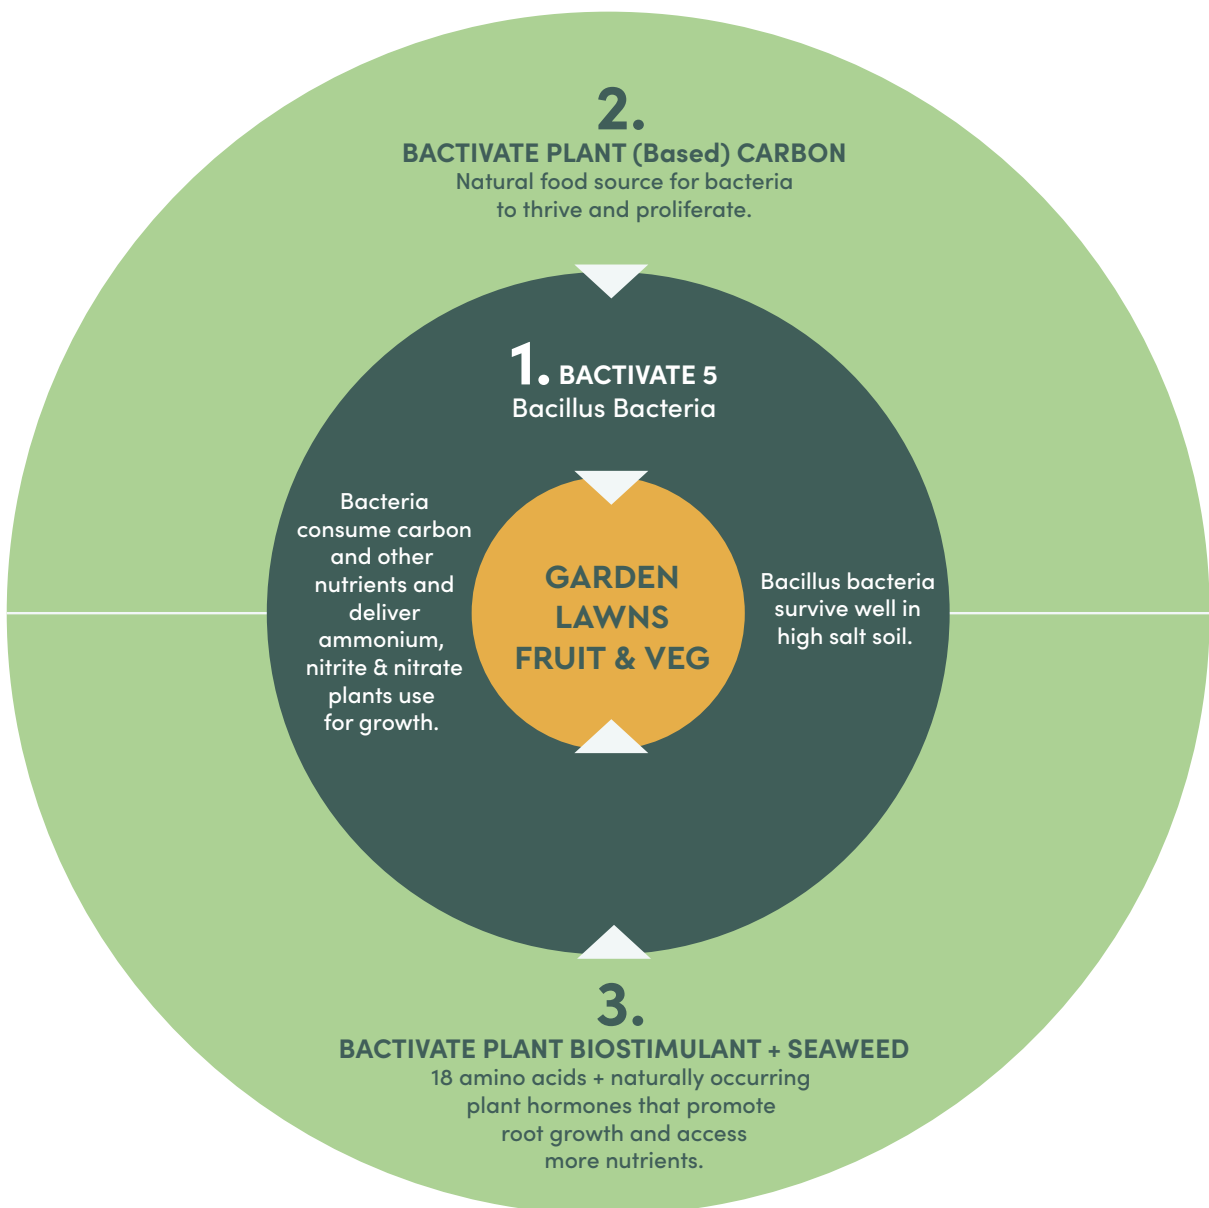 2.
BACTIVATE PLANT (Based) CARBON
Natural food source for bacteria
to thrive and proliferate.
1. BACTIVATE 5
Bacillus Bacteria
Bacteria
consume carbon
and other
nutrients and
deliver
ammonium,
nitrite & nitrate
plants use
for growth.
GARDEN
LAWNS
FRUIT & VEG
Bacillus bacteria
survive well in
high salt soil.
3.
BACTIVATE PLANT BIOSTIMULANT + SEAWEED
18 amino acids + naturally occurring
plant hormones that promote
root growth and access
more nutrients.